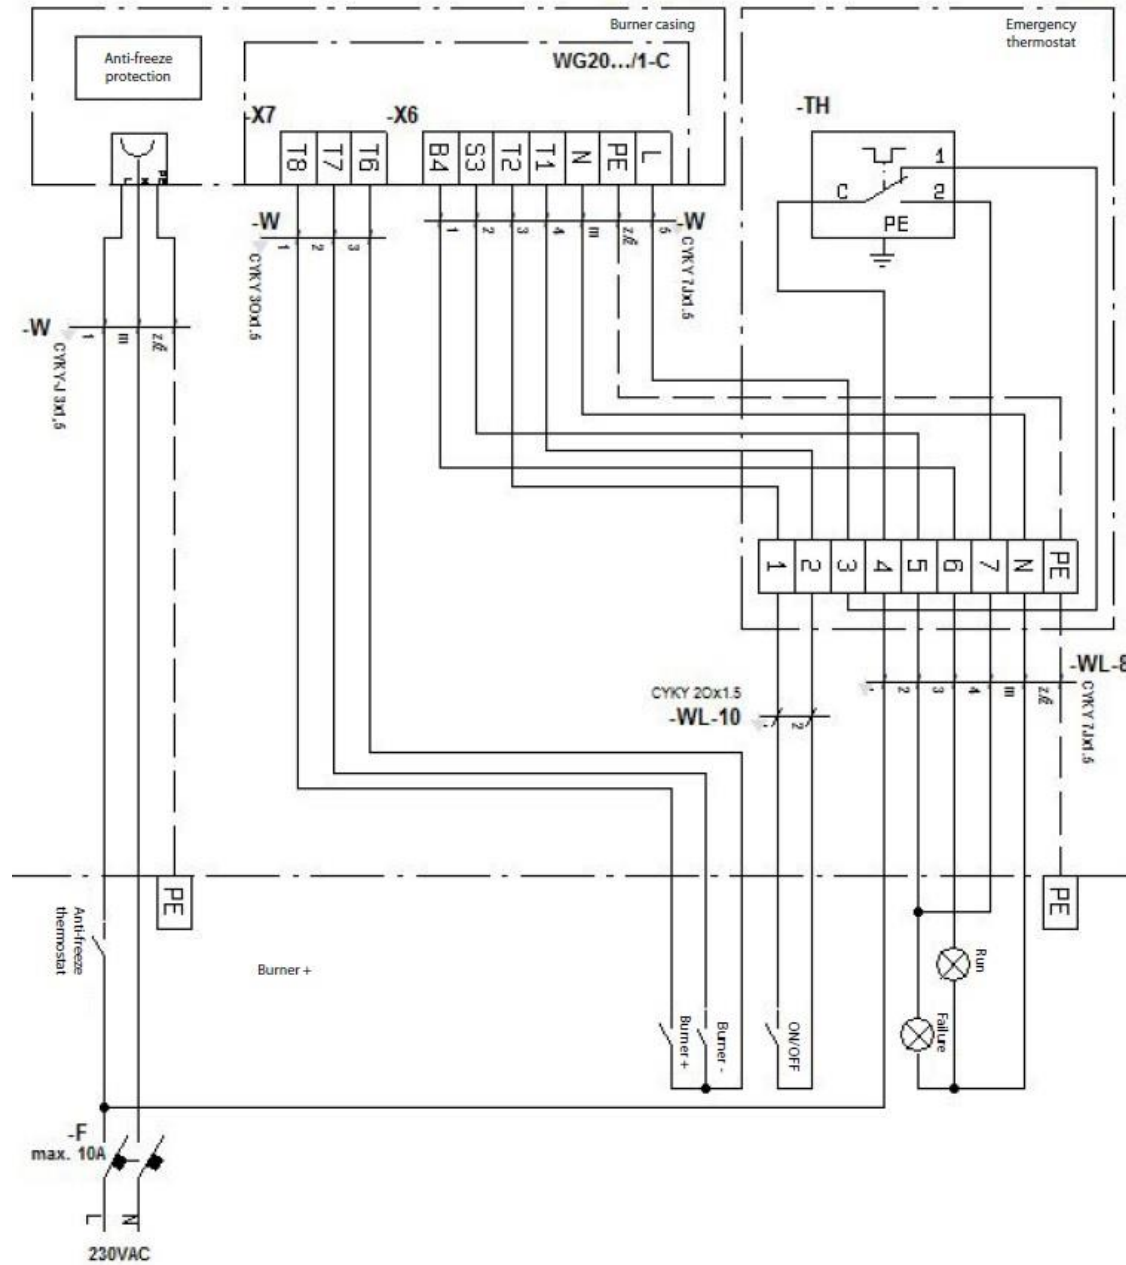 Burner casing
Emergency
thermostat
Anti-freeze
protection
WG20.../1-C
-TH
-X7
-X6
T8 T7 T6
B4 S3 T2 T1 N PE L
1
C
2
PE
L N PE
-W
1 2 3
CYKY 3Ox1.5
-W
1 2 3 4 m z/ž 5
CYKY 7Jx1.5
-W
1 m z/ž
CYKY-J 3x1,5
1 2 3 4 5 6 7 N PE
-WL-8
1 2 3 4 m z/ž
CYKY 7Jx1.5
CYKY 2Ox1.5
-WL-10
1 2
PE
PE
Anti-freeze
thermostat
Burner +
Run
Failure
Burner +
Burner -
ON/OFF
-F
max. 10A
L N
230VAC